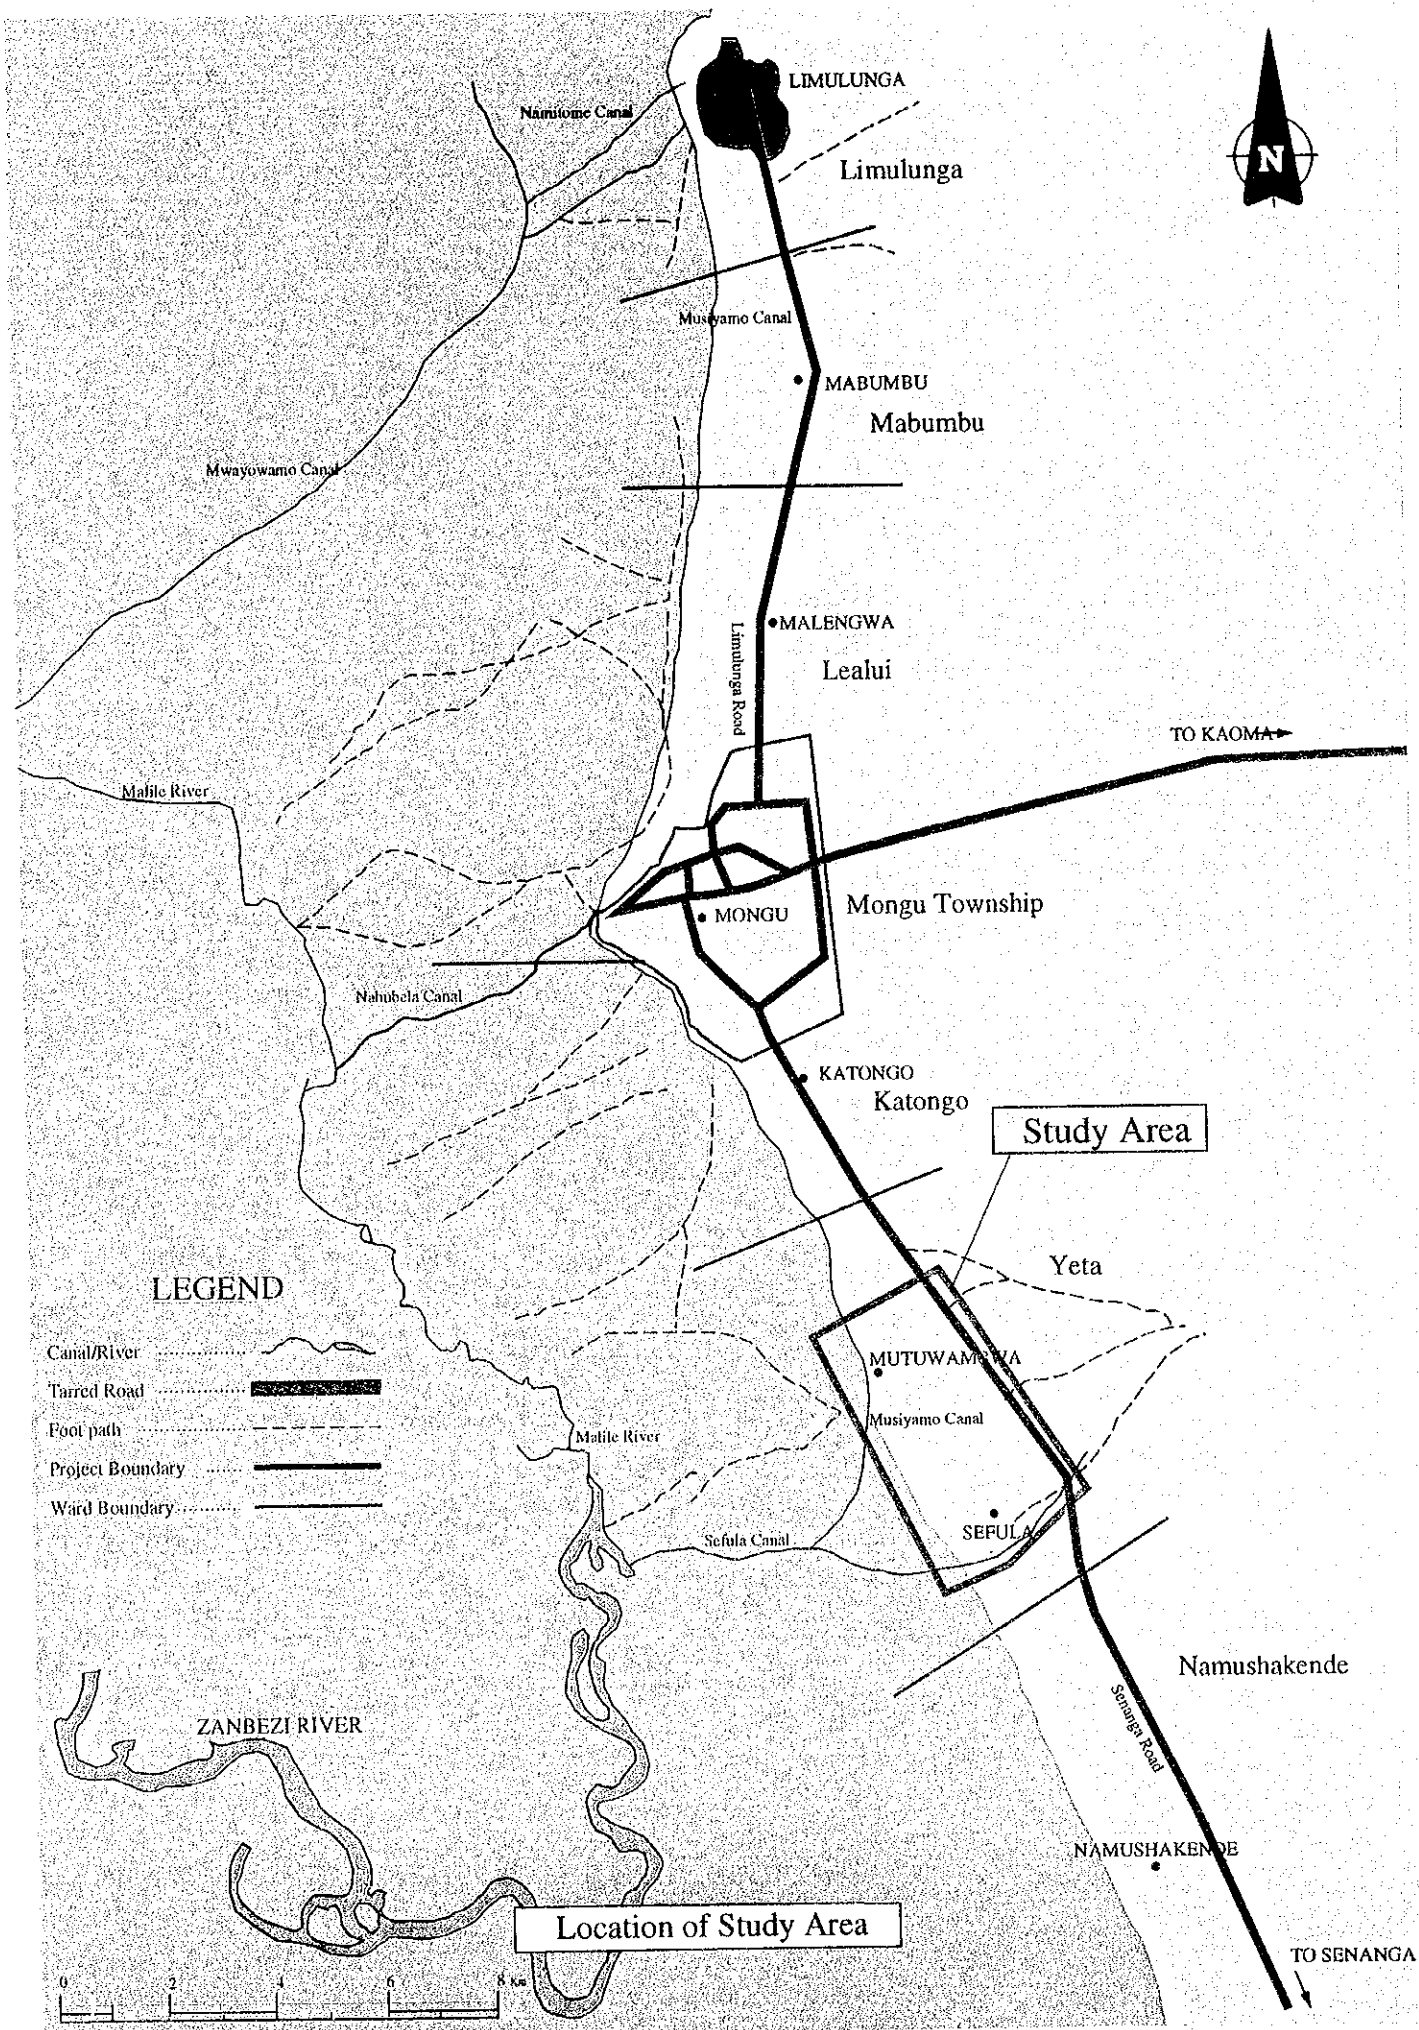 LIMULUNGA
Namitome Canal
Limulunga
N
Musiyamo Canal
MABUMBU
Mabumbu
Mwayowamo Canal
MALENGWA
Limulunga Road
Lealui
TO KAOMA
Malile River
MONGU
Mongu Township
Nahubela Canal
KATONGO
Katongo
Study Area
Yeta
LEGEND
Canal/River
Tarred Road
Foot path
Project Boundary
Ward Boundary
MUTUWAMGWA
Musiyamo Canal
Malile River
SEFULA
Sefula Canal
Namushakende
Senanga Road
ZANBEZI RIVER
NAMUSHAKENDE
Location of Study Area
TO SENANGA
0 2 4 6 8 Km